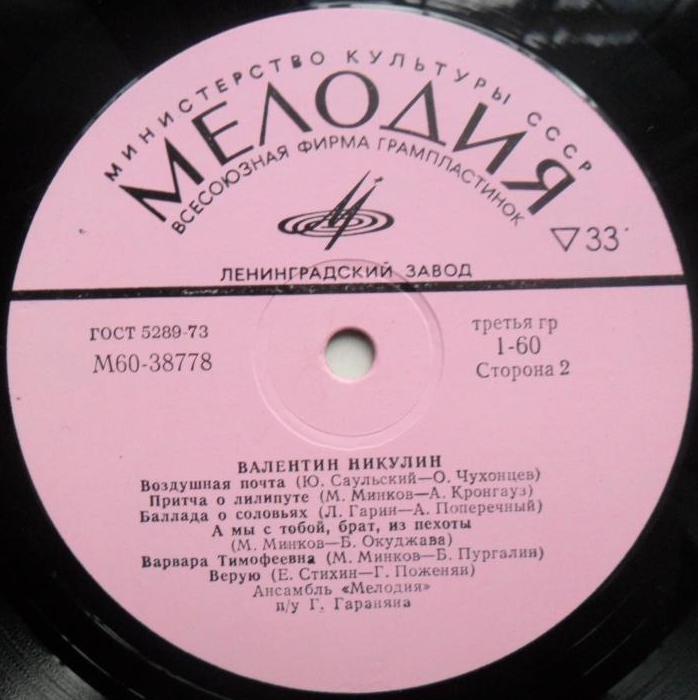 МИНИСТЕРСТВО КУЛЬТУРЫ СССР
МЕЛОДИЯ
ВСЕСОЮЗНАЯ ФИРМА ГРАМПЛАСТИНОК
▽33
ЛЕНИНГРАДСКИЙ ЗАВОД
ГОСТ 5289-73
М60-38778
третья гр
1-60
Сторона 2
ВАЛЕНТИН НИКУЛИН
Воздушная почта (Ю. Саульский—О. Чухонцев)
Притча о лилипуте (М. Минков—А. Кронгауз)
Баллада о соловьях (Л. Гарин—А. Поперечный)
А мы с тобой, брат, из пехоты
(М. Минков—Б. Окуджава)
Варвара Тимофеевна (М. Минков—Б. Пургалин)
Верую (Е. Стихин—Г. Поженян)
Ансамбль «Мелодия»
п/у Г. Гараняна